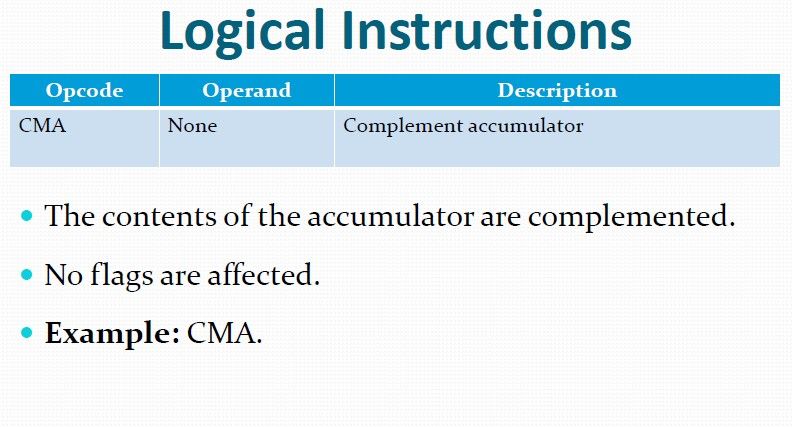 Logical Instructions
Opcode Operand Description
CMA None Complement accumulator
• The contents of the accumulator are complemented.
• No flags are affected.
• Example: CMA.